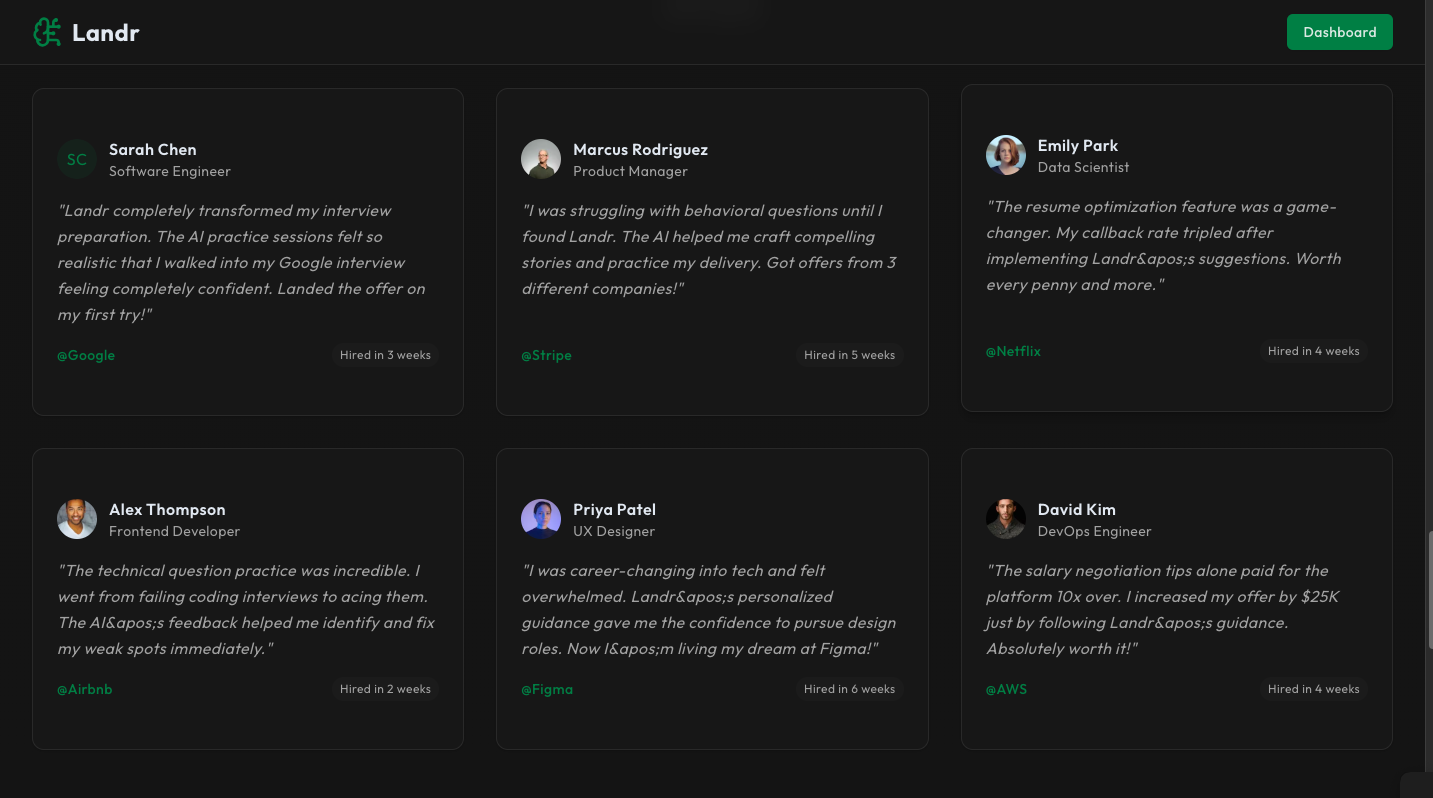 Landr
Dashboard
SC
Sarah Chen
Software Engineer
"Landr completely transformed my interview
preparation. The AI practice sessions felt so
realistic that I walked into my Google interview
feeling completely confident. Landed the offer on
my first try!"
@Google
Hired in 3 weeks
Marcus Rodriguez
Product Manager
"I was struggling with behavioral questions until I
found Landr. The AI helped me craft compelling
stories and practice my delivery. Got offers from 3
different companies!"
@Stripe
Hired in 5 weeks
Emily Park
Data Scientist
"The resume optimization feature was a game-
changer. My callback rate tripled after
implementing Landr&apos;s suggestions. Worth
every penny and more."
@Netflix
Hired in 4 weeks
Alex Thompson
Frontend Developer
"The technical question practice was incredible. I
went from failing coding interviews to acing them.
The AI&apos;s feedback helped me identify and fix
my weak spots immediately."
@Airbnb
Hired in 2 weeks
Priya Patel
UX Designer
"I was career-changing into tech and felt
overwhelmed. Landr&apos;s personalized
guidance gave me the confidence to pursue design
roles. Now I&apos;m living my dream at Figma!"
@Figma
Hired in 6 weeks
David Kim
DevOps Engineer
"The salary negotiation tips alone paid for the
platform 10x over. I increased my offer by $25K
just by following Landr&apos;s guidance.
Absolutely worth it!"
@AWS
Hired in 4 weeks